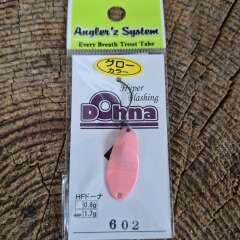 Angler'z System
Every Breath Trout Tube
グロー
カラー
Hyper
Flashing
Dohna
HFドーナ
0.8g
1.7g
602